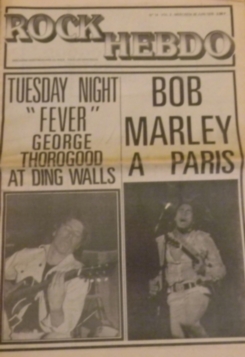 ROCK
HEBDO
TUESDAY NIGHT
"FEVER"
GEORGE
THOROGOOD
AT DING WALLS
BOB
MARLEY
A PARIS